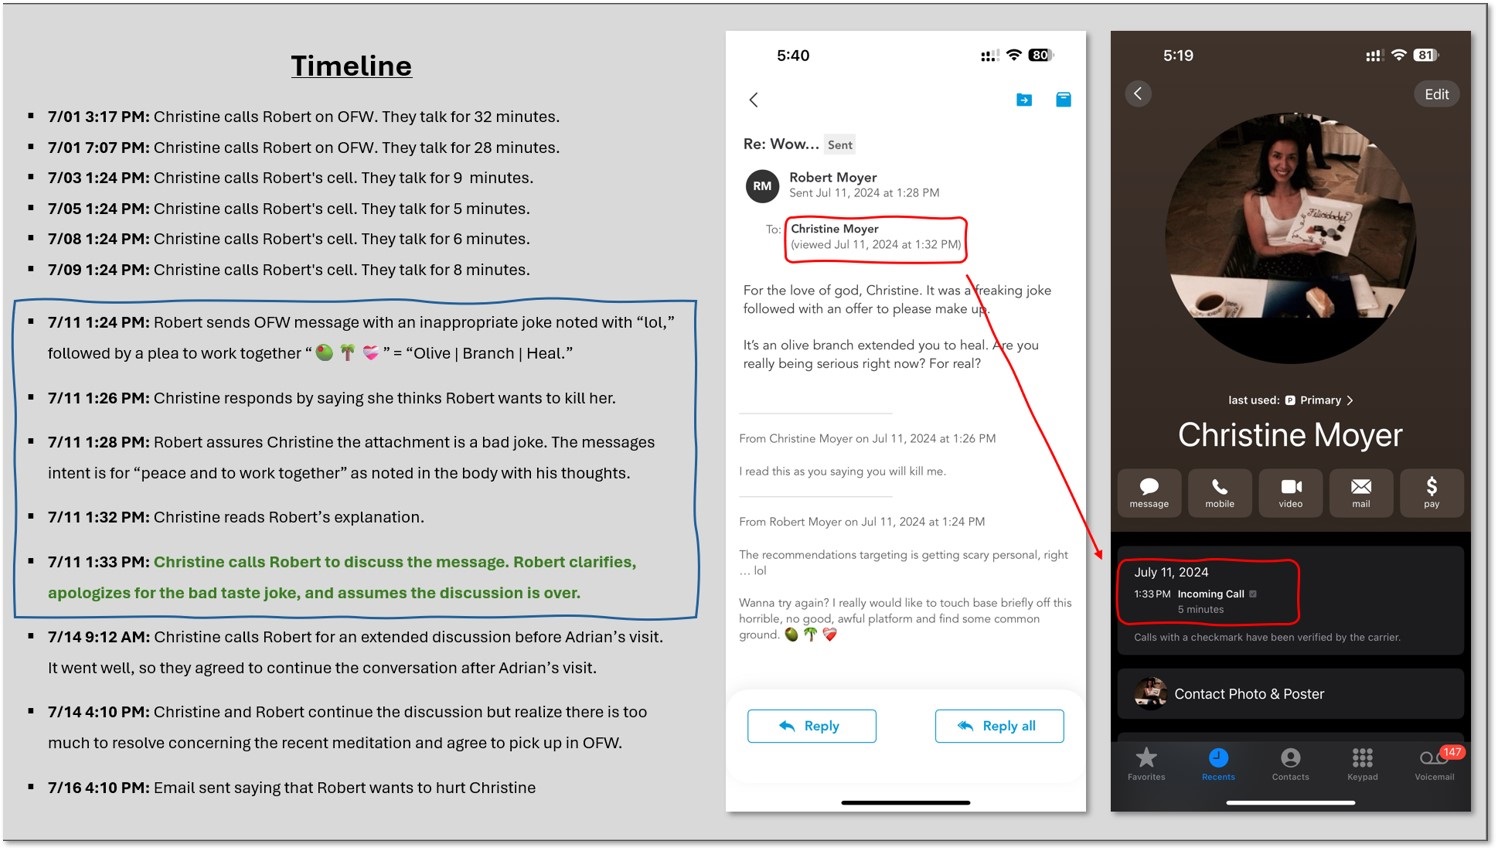 Timeline
▪ 7/01 3:17 PM: Christine calls Robert on OFW. They talk for 32 minutes.
▪ 7/01 7:07 PM: Christine calls Robert on OFW. They talk for 28 minutes.
▪ 7/03 1:24 PM: Christine calls Robert's cell. They talk for 9 minutes.
▪ 7/05 1:24 PM: Christine calls Robert's cell. They talk for 5 minutes.
▪ 7/08 1:24 PM: Christine calls Robert's cell. They talk for 6 minutes.
▪ 7/09 1:24 PM: Christine calls Robert's cell. They talk for 8 minutes.
▪ 7/11 1:24 PM: Robert sends OFW message with an inappropriate joke noted with “lol,”
followed by a plea to work together “🫒 🌴 ❤️‍🩹” = “Olive | Branch | Heal.”
▪ 7/11 1:26 PM: Christine responds by saying she thinks Robert wants to kill her.
▪ 7/11 1:28 PM: Robert assures Christine the attachment is a bad joke. The messages
intent is for “peace and to work together” as noted in the body with his thoughts.
▪ 7/11 1:32 PM: Christine reads Robert’s explanation.
▪ 7/11 1:33 PM: Christine calls Robert to discuss the message. Robert clarifies,
apologizes for the bad taste joke, and assumes the discussion is over.
▪ 7/14 9:12 AM: Christine calls Robert for an extended discussion before Adrian’s visit.
It went well, so they agreed to continue the conversation after Adrian’s visit.
▪ 7/14 4:10 PM: Christine and Robert continue the discussion but realize there is too
much to resolve concerning the recent meditation and agree to pick up in OFW.
▪ 7/16 4:10 PM: Email sent saying that Robert wants to hurt Christine
5:40
80
Re: Wow... Sent
RM
Robert Moyer
Sent Jul 11, 2024 at 1:28 PM
To: Christine Moyer
(viewed Jul 11, 2024 at 1:32 PM)
For the love of god, Christine. It was a freaking joke
followed with an offer to please make up.
It’s an olive branch extended you to heal. Are you
really being serious right now? For real?
From Christine Moyer on Jul 11, 2024 at 1:26 PM
I read this as you saying you will kill me.
From Robert Moyer on Jul 11, 2024 at 1:24 PM
The recommendations targeting is getting scary personal, right
... lol
Wanna try again? I really would like to touch base briefly off this
horrible, no good, awful platform and find some common
ground. 🫒 🌴 ❤️‍🩹
Reply
Reply all
5:19
81
Edit
Felicidades!
last used: P Primary >
Christine Moyer
message
mobile
video
mail
$
pay
July 11, 2024
1:33 PM Incoming Call
5 minutes
Calls with a checkmark have been verified by the carrier.
Contact Photo & Poster
Favorites
Recents
Contacts
Keypad
147
Voicemail